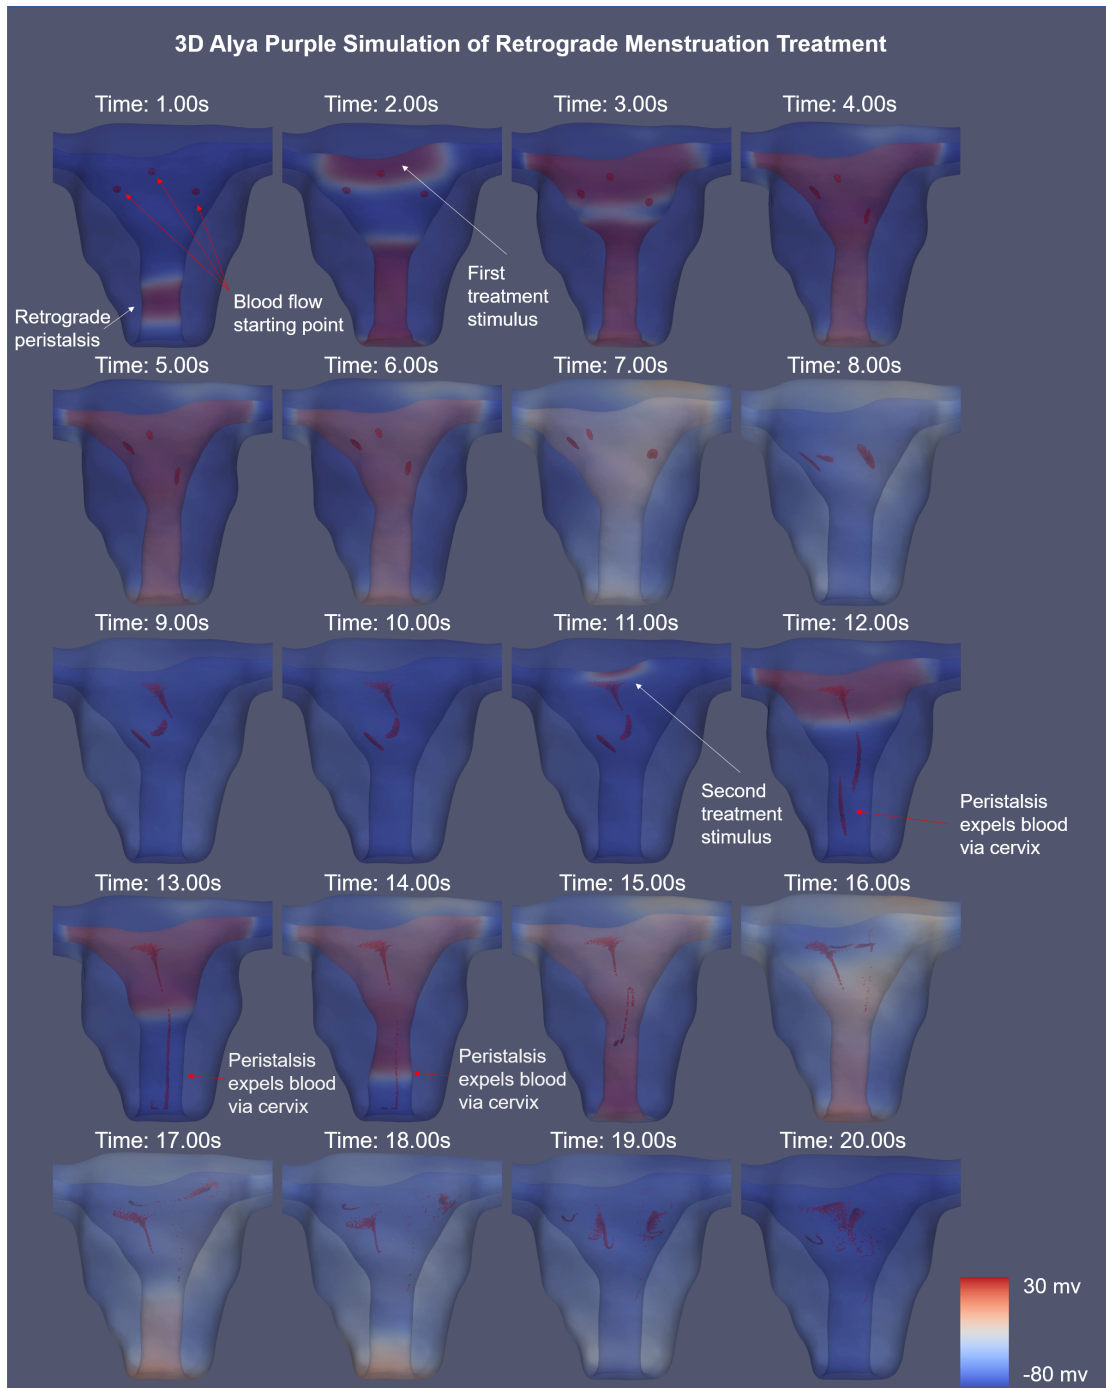 3D Alya Purple Simulation of Retrograde Menstruation Treatment
Time: 1.00s
Time: 2.00s
Time: 3.00s
Time: 4.00s
Retrograde
peristalsis
Blood flow
starting point
First
treatment
stimulus
Time: 5.00s
Time: 6.00s
Time: 7.00s
Time: 8.00s
Time: 9.00s
Time: 10.00s
Time: 11.00s
Time: 12.00s
Second
treatment
stimulus
Peristalsis
expels blood
via cervix
Time: 13.00s
Time: 14.00s
Time: 15.00s
Time: 16.00s
Peristalsis
expels blood
via cervix
Peristalsis
expels blood
via cervix
Time: 17.00s
Time: 18.00s
Time: 19.00s
Time: 20.00s
30 mv
-80 mv